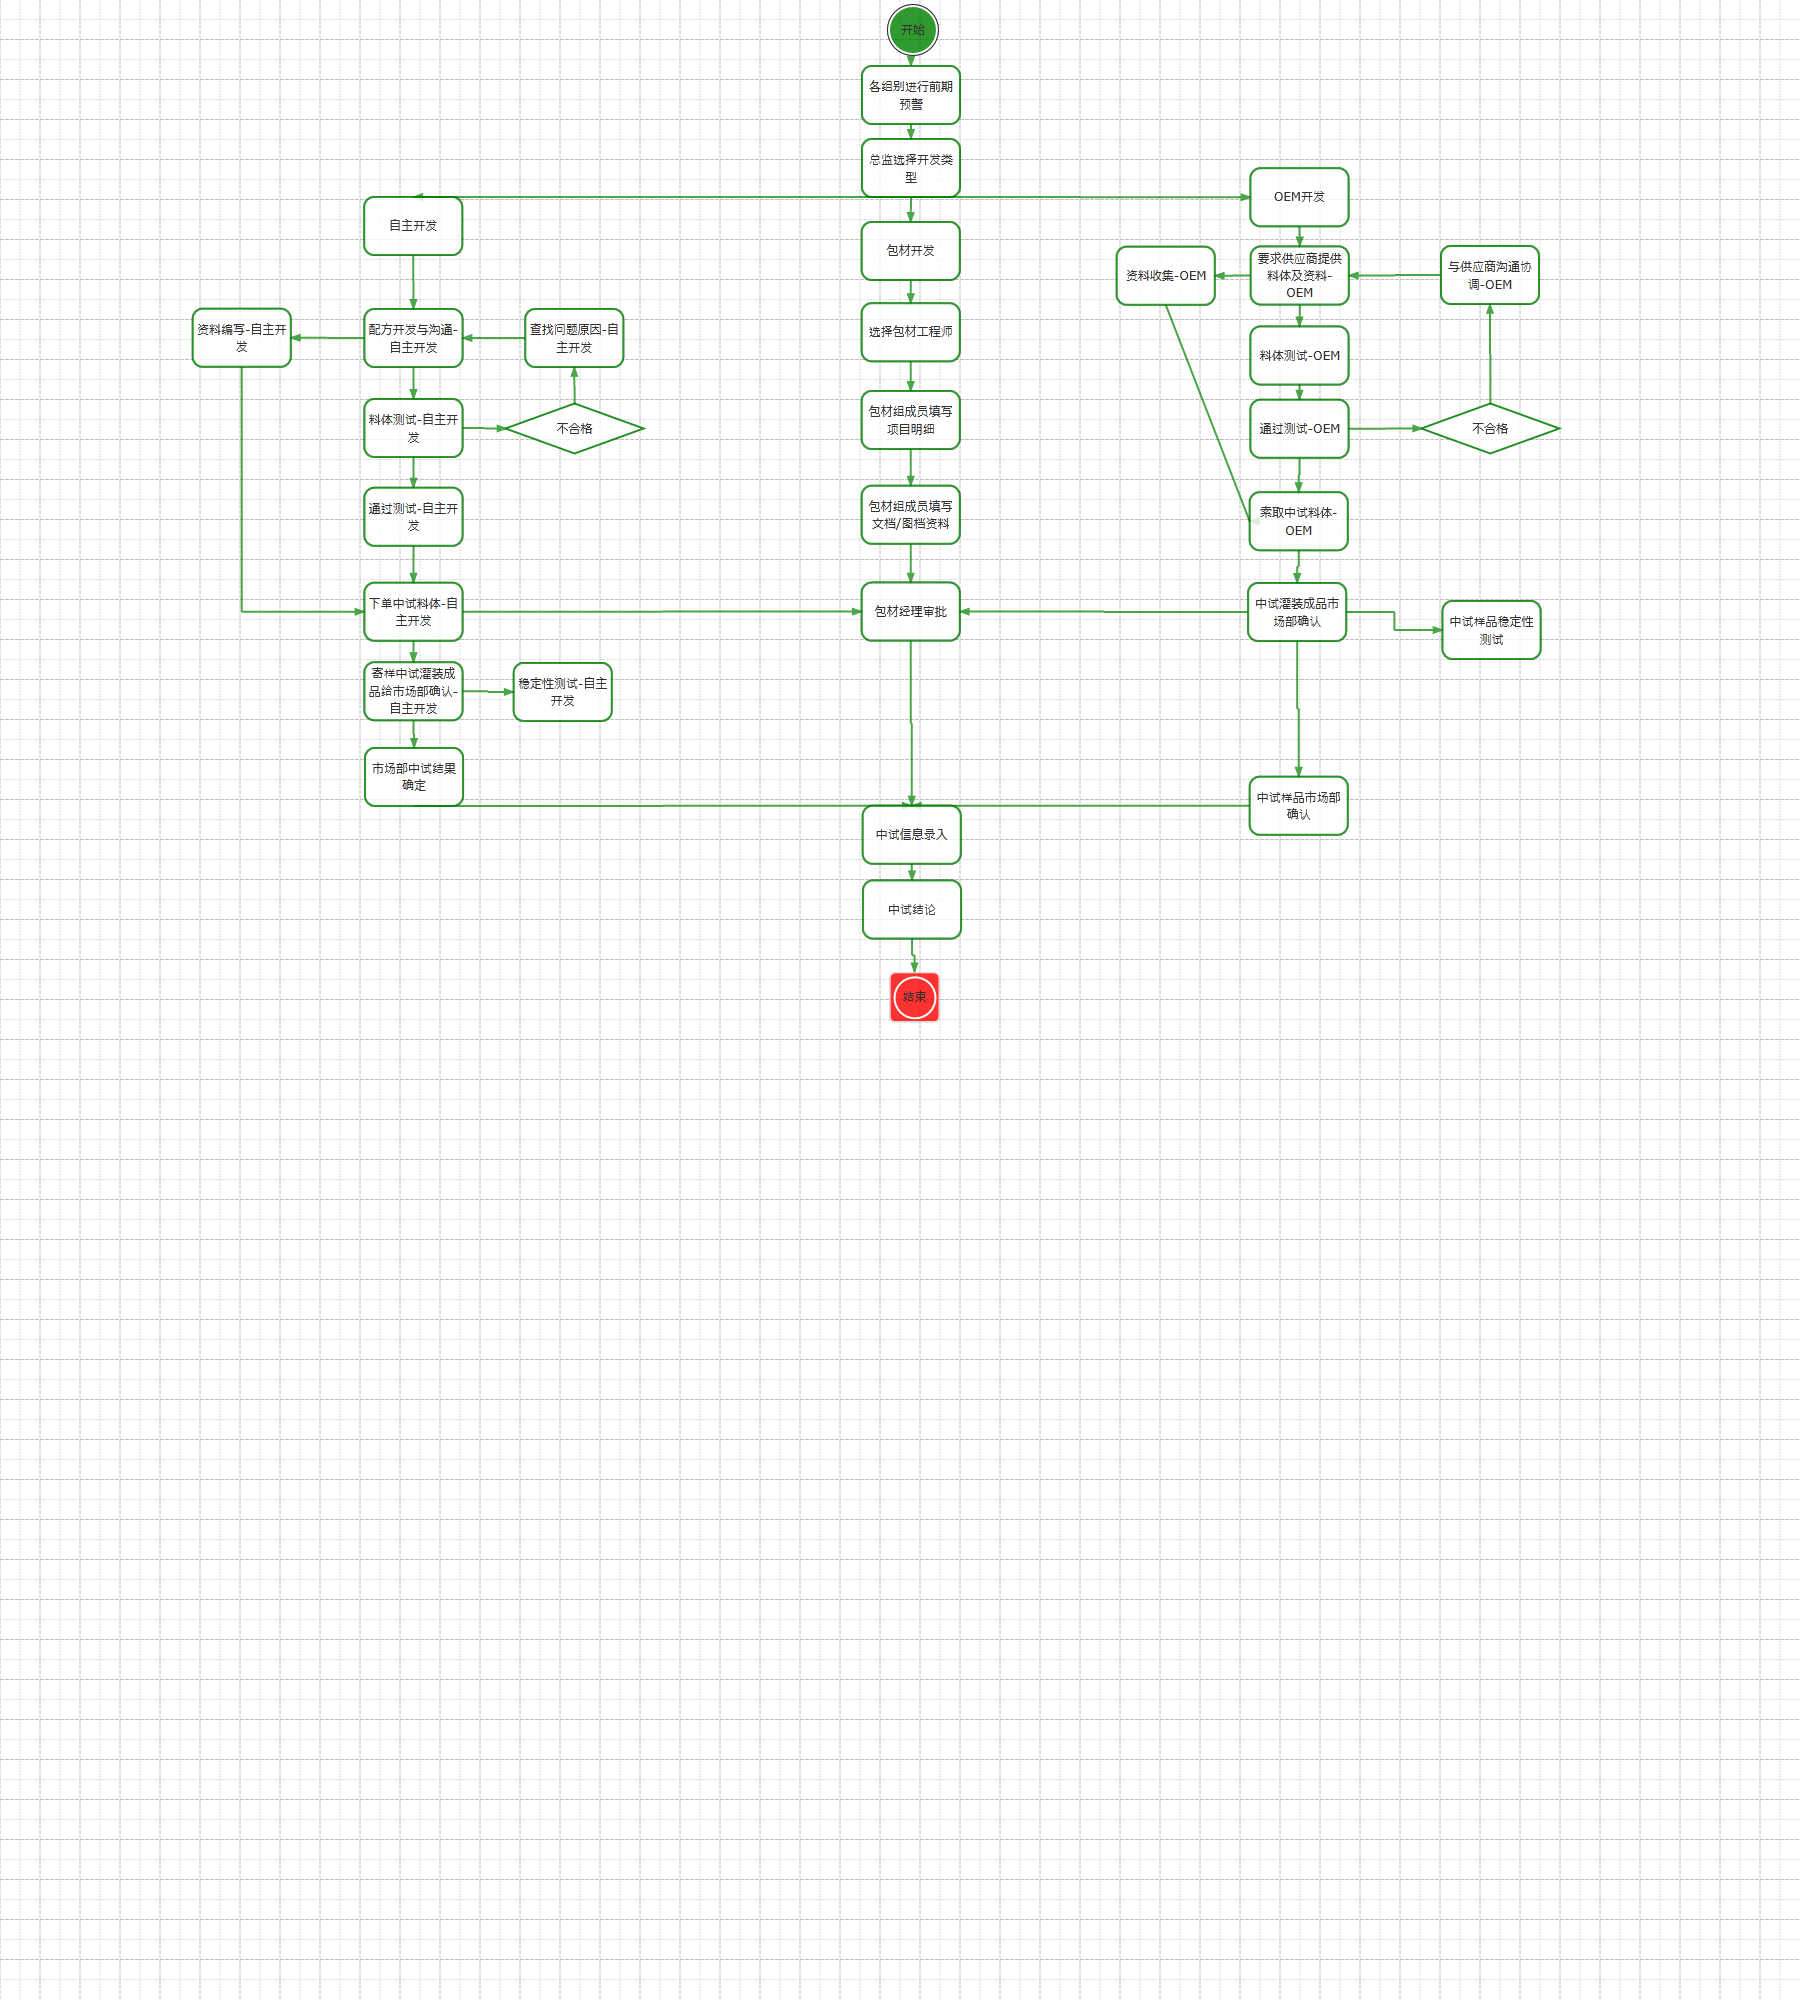 开始
各组别进行前期
预警
总监选择开发类
型
OEM开发
自主开发
包材开发
资料收集-OEM
要求供应商提供
料体及资料-
OEM
与供应商沟通协
调-OEM
资料编写-自主开
发
配方开发与沟通-
自主开发
查找问题原因-自
主开发
选择包材工程师
料体测试-OEM
料体测试-自主开
发
不合格
包材组成员填写
项目明细
通过测试-OEM
不合格
通过测试-自主开
发
包材组成员填写
文档/图档资料
索取中试料体-
OEM
下单中试料体-自
主开发
包材经理审批
中试灌装成品市
场部确认
中试样品稳定性
测试
寄样中试灌装成
品给市场部确认-
自主开发
稳定性测试-自主
开发
市场部中试结果
确定
中试样品市场部
确认
中试信息录入
中试结论
结束